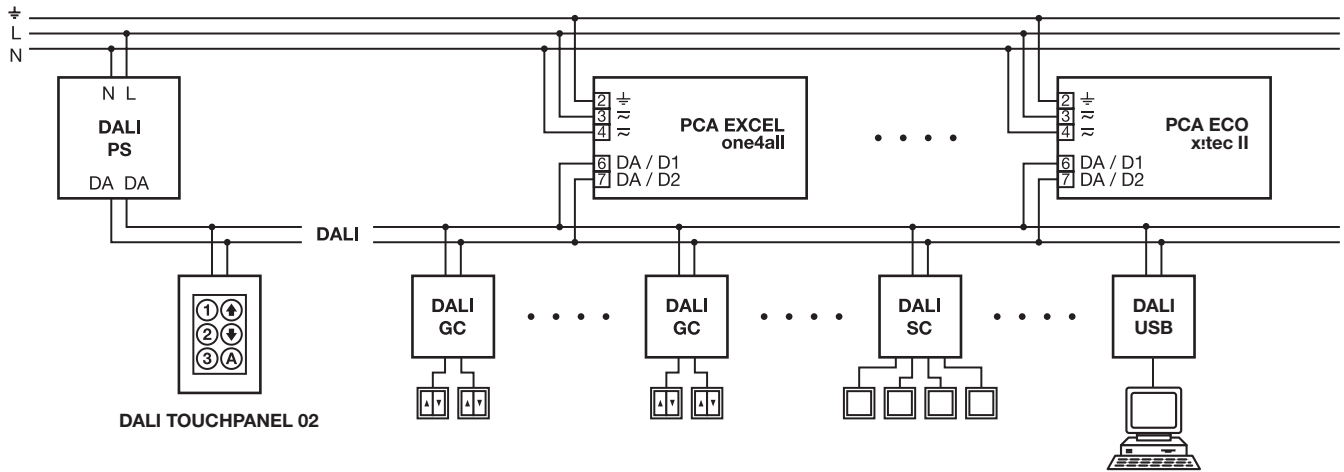 L
N
N L
DALI
PS
DA DA
2
3
4
PCA EXCEL
one4all
6 DA / D1
7 DA / D2
2
3
4
PCA ECO
x!tec II
6 DA / D1
7 DA / D2
DALI
1
2
3 A
DALI TOUCHPANEL 02
DALI
GC
DALI
GC
DALI
SC
DALI
USB